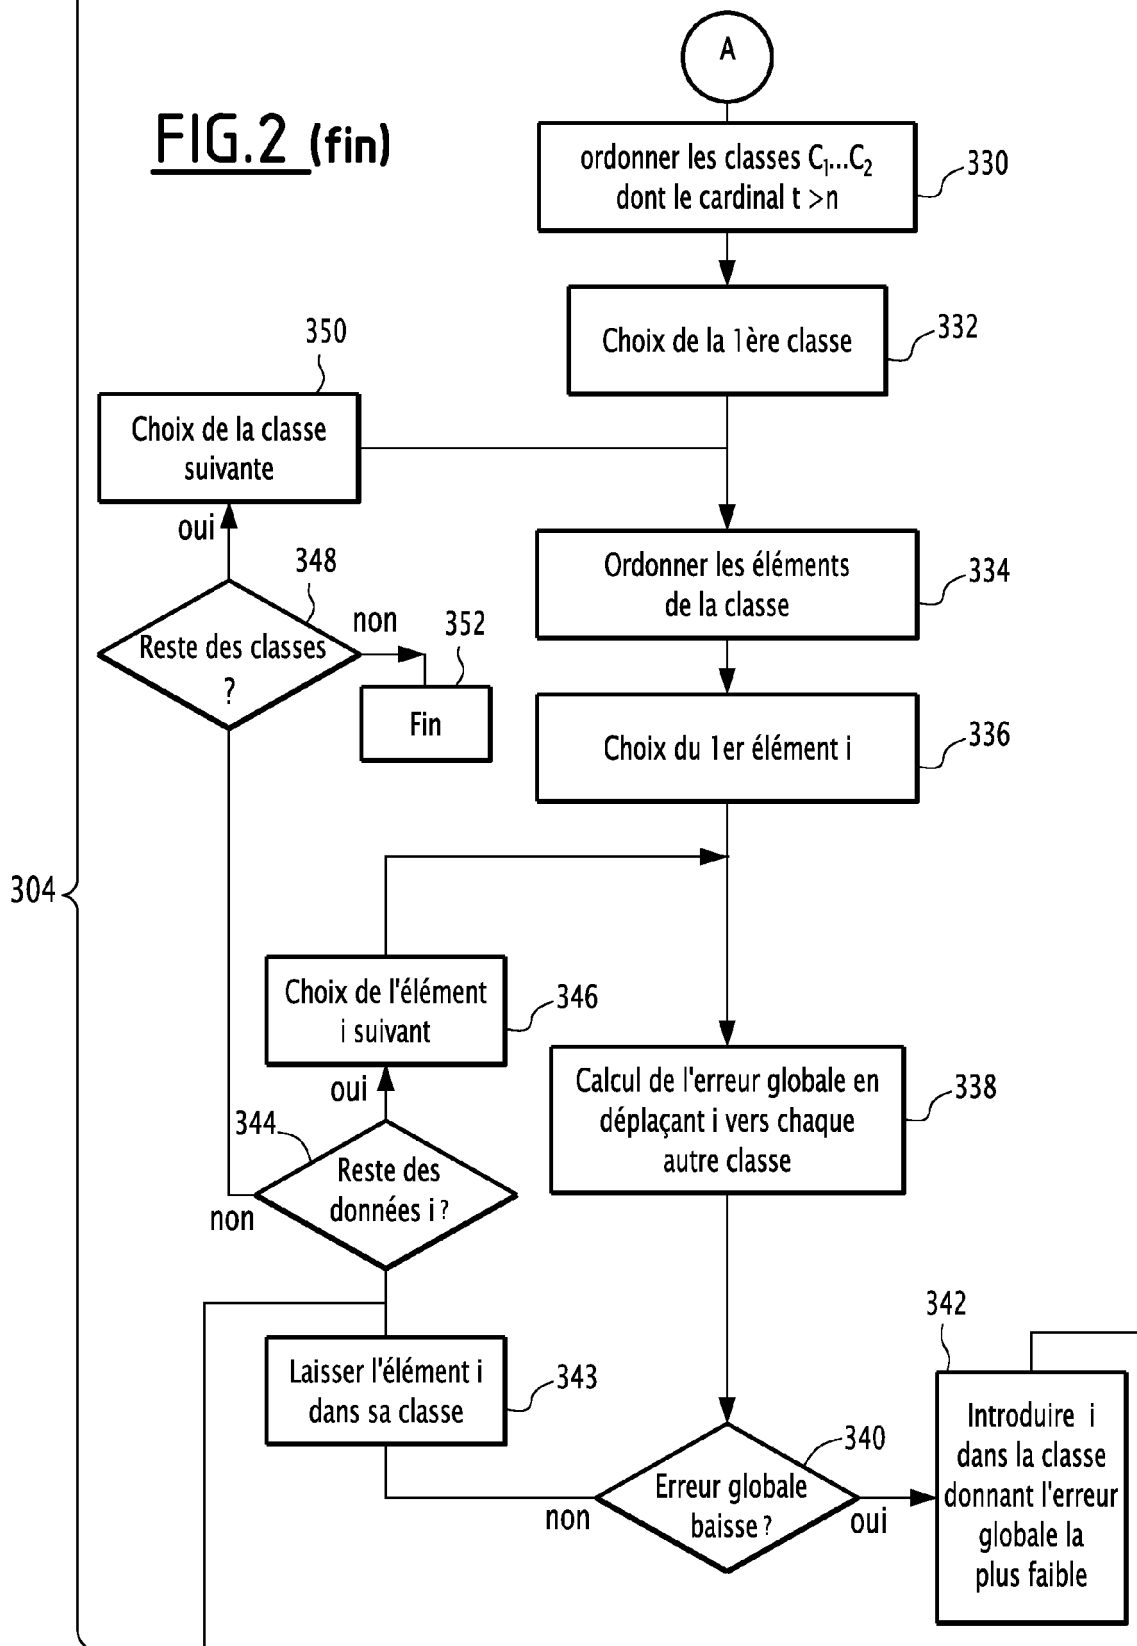 A
FIG.2 (fin)
ordonner les classes C₁...C₂
dont le cardinal t >n
330
Choix de la 1ère classe
332
350
Choix de la classe
suivante
oui
348
Reste des classes
?
non
352
Fin
Ordonner les éléments
de la classe
334
Choix du 1er élément i
336
304
Choix de l'élément
i suivant
346
oui
Calcul de l'erreur globale en
déplaçant i vers chaque
autre classe
338
344
Reste des
données i ?
non
Laisser l'élément i
dans sa classe
343
340
Erreur globale
baisse ?
non
oui
342
Introduire i
dans la classe
donnant l'erreur
globale la
plus faible